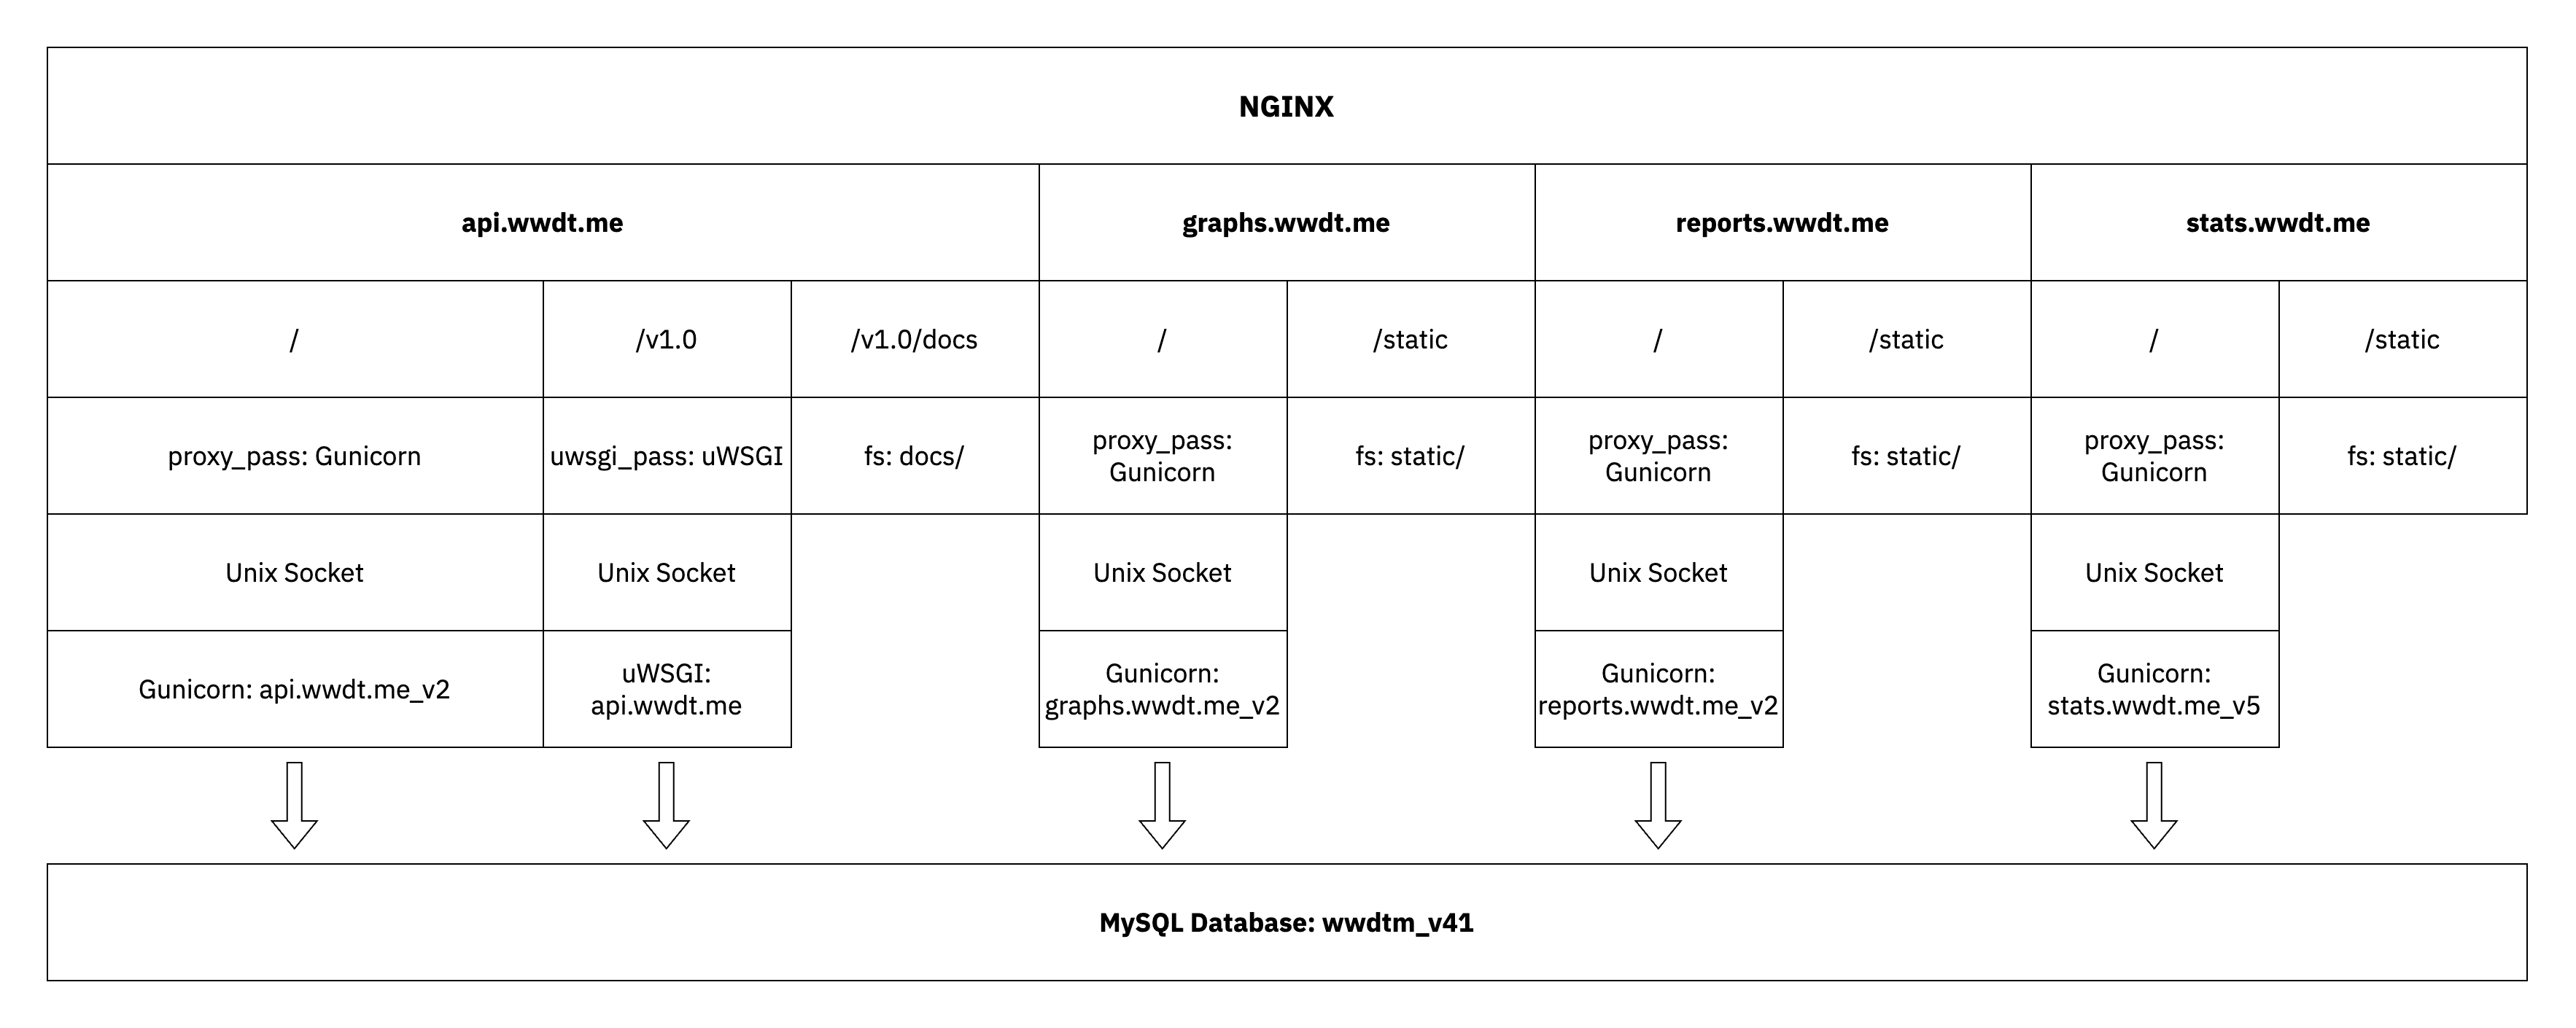 NGINX
api.wwdt.me
graphs.wwdt.me
reports.wwdt.me
stats.wwdt.me
/
/v1.0
/v1.0/docs
/
/static
/
/static
/
/static
proxy_pass: Gunicorn
uwsgi_pass: uWSGI
fs: docs/
proxy_pass:
Gunicorn
fs: static/
proxy_pass:
Gunicorn
fs: static/
proxy_pass:
Gunicorn
fs: static/
Unix Socket
Unix Socket
Unix Socket
Unix Socket
Unix Socket
Gunicorn: api.wwdt.me_v2
uWSGI:
api.wwdt.me
Gunicorn:
graphs.wwdt.me_v2
Gunicorn:
reports.wwdt.me_v2
Gunicorn:
stats.wwdt.me_v5
MySQL Database: wwdtm_v41